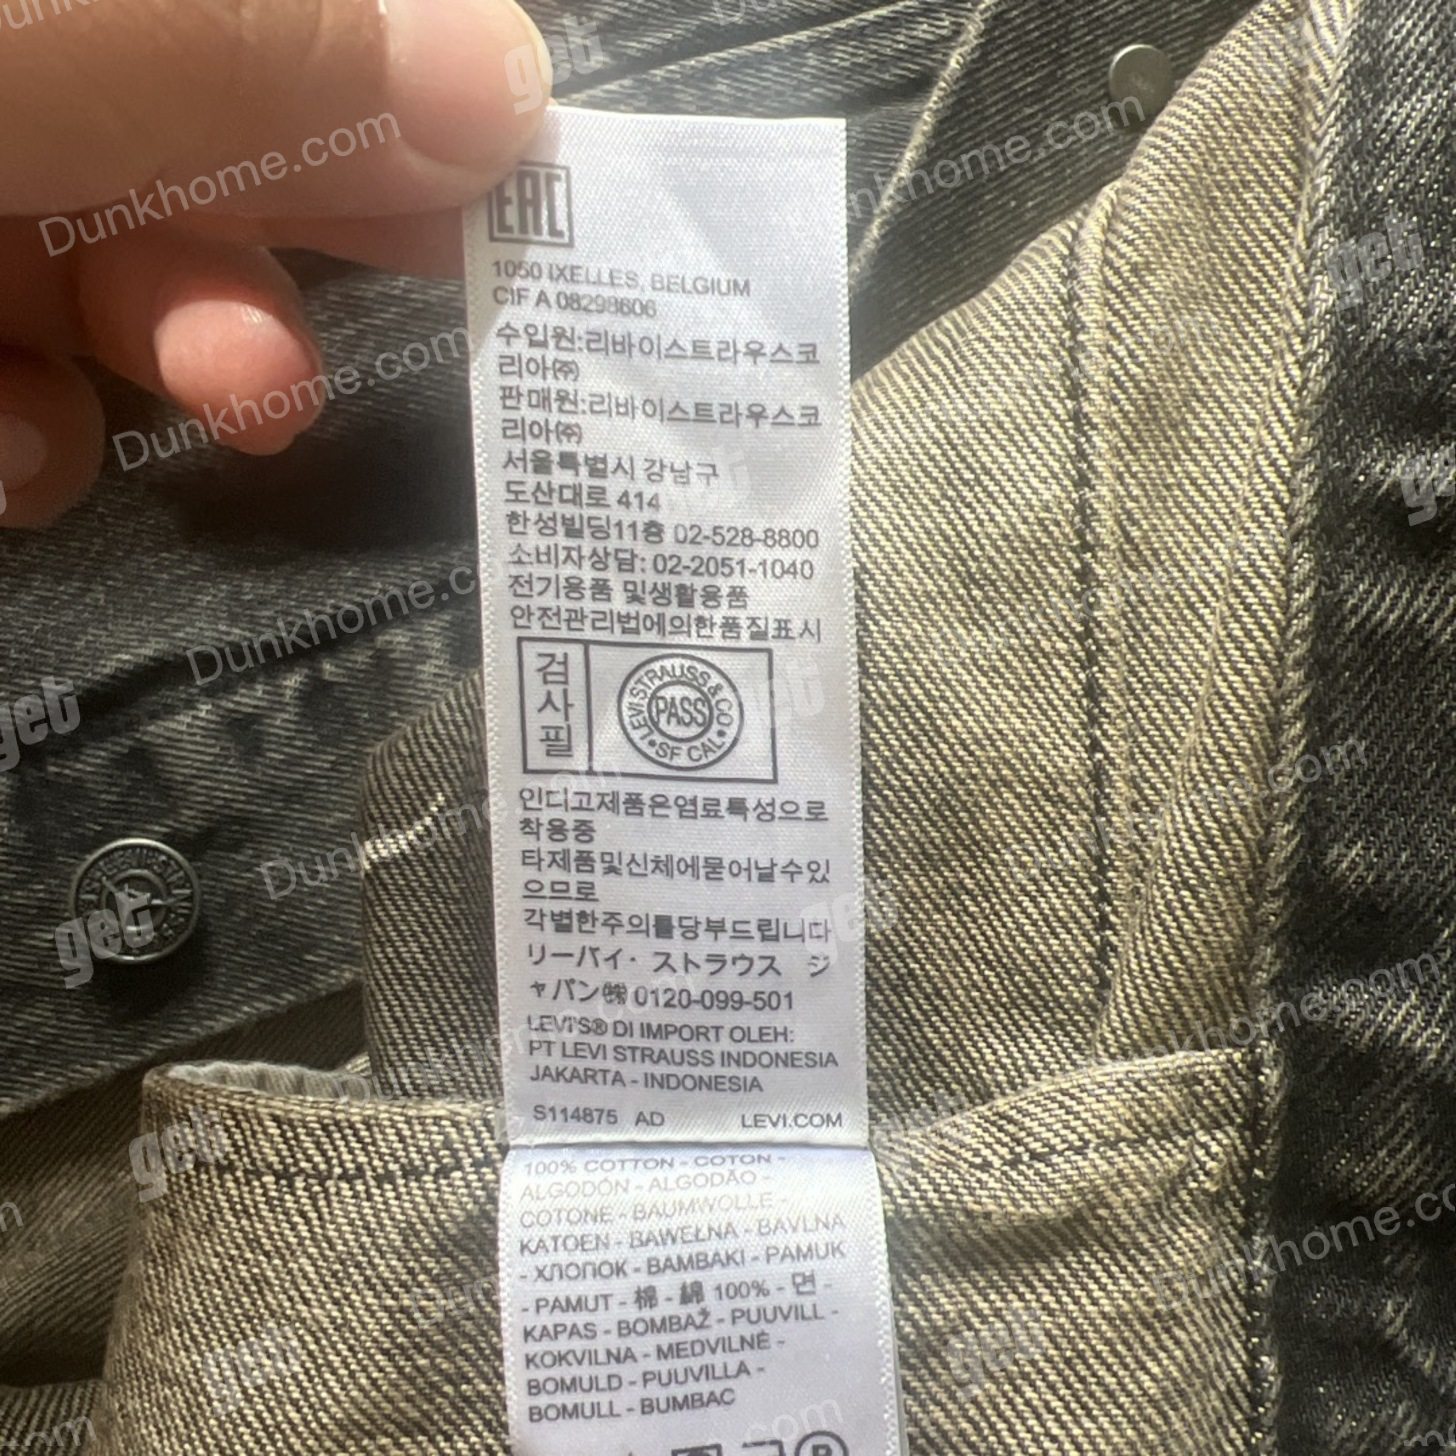 EAC
1050 IXELLES, BELGIUM
CIF A 08298606
수입원:리바이스트라우스코
리아㈜
판매원:리바이스트라우스코
리아㈜
서울특별시 강남구
도산대로 414
한성빌딩11층 02-528-8800
소비자상담: 02-2051-1040
전기용품 및생활용품
안전관리법에의한품질표시
검사필
LEVI STRAUSS & CO
PASS
SF CAL
인디고제품은염료특성으로
착용중
타제품및신체에묻어날수있
으므로
각별한주의를당부드립니다
リーバイ・ストラウス ジ
ャパン㈱ 0120-099-501
LEVI'S® DI IMPORT OLEH:
PT LEVI STRAUSS INDONESIA
JAKARTA - INDONESIA
S114875 AD LEVI.COM
100% COTTON - COTON -
ALGODÓN - ALGODÃO -
COTONE - BAUMWOLLE -
KATOEN - BAWEŁNA - BAVLNA
- ХЛОПОК - BAMBAKI - PAMUK
- PAMUT - 棉 - 綿 100% - 면 -
KAPAS - BOMBAŽ - PUUVILL -
KOKVILNA - MEDVILNĖ -
BOMULD - PUUVILLA -
BOMULL - BUMBAC
Dunkhome.com
get